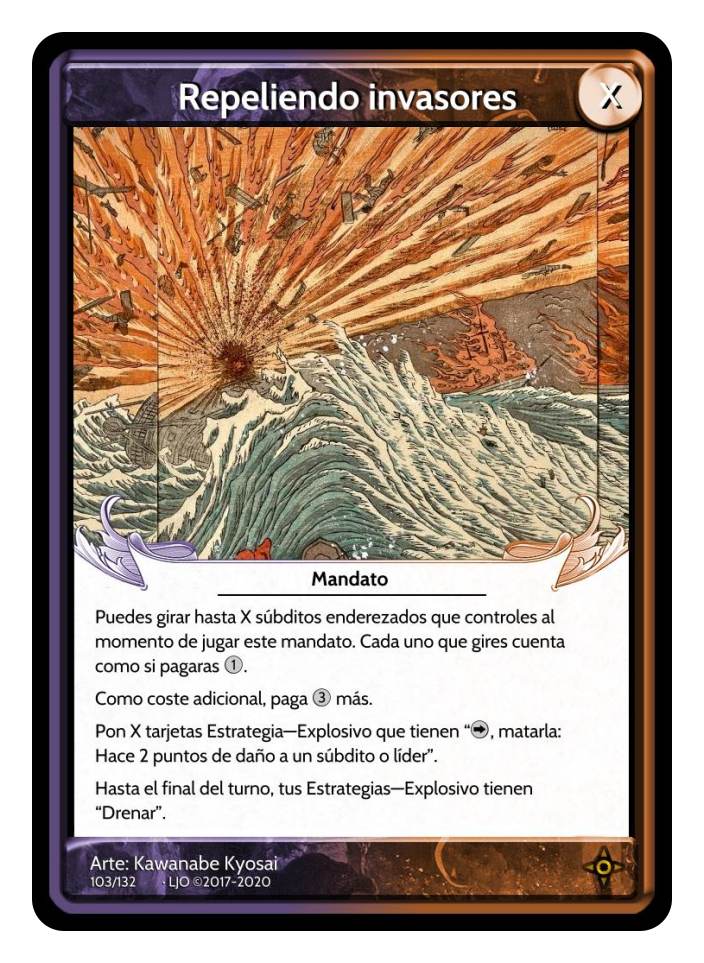 Repeliendo invasores
X
Mandato
Puedes girar hasta X súbditos enderezados que controles al
momento de jugar este mandato. Cada uno que gires cuenta
como si pagaras 1.
Como coste adicional, paga 3 más.
Pon X tarjetas Estrategia—Explosivo que tienen “➡, matarla:
Hace 2 puntos de daño a un súbdito o líder”.
Hasta el final del turno, tus Estrategias—Explosivo tienen
“Drenar”.
Arte: Kawanabe Kyosai
103/132 · LJO ©2017-2020